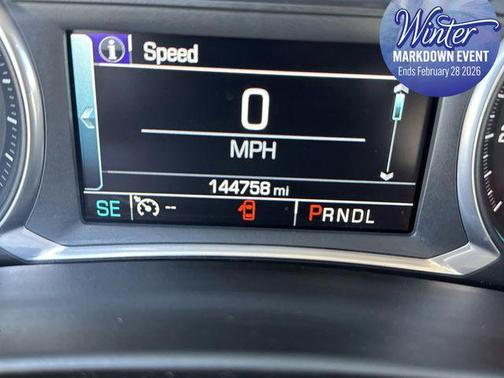 Winter
MARKDOWN EVENT
Ends February 28 2026
i Speed
0
MPH
144758 mi
SE -- PRNDL